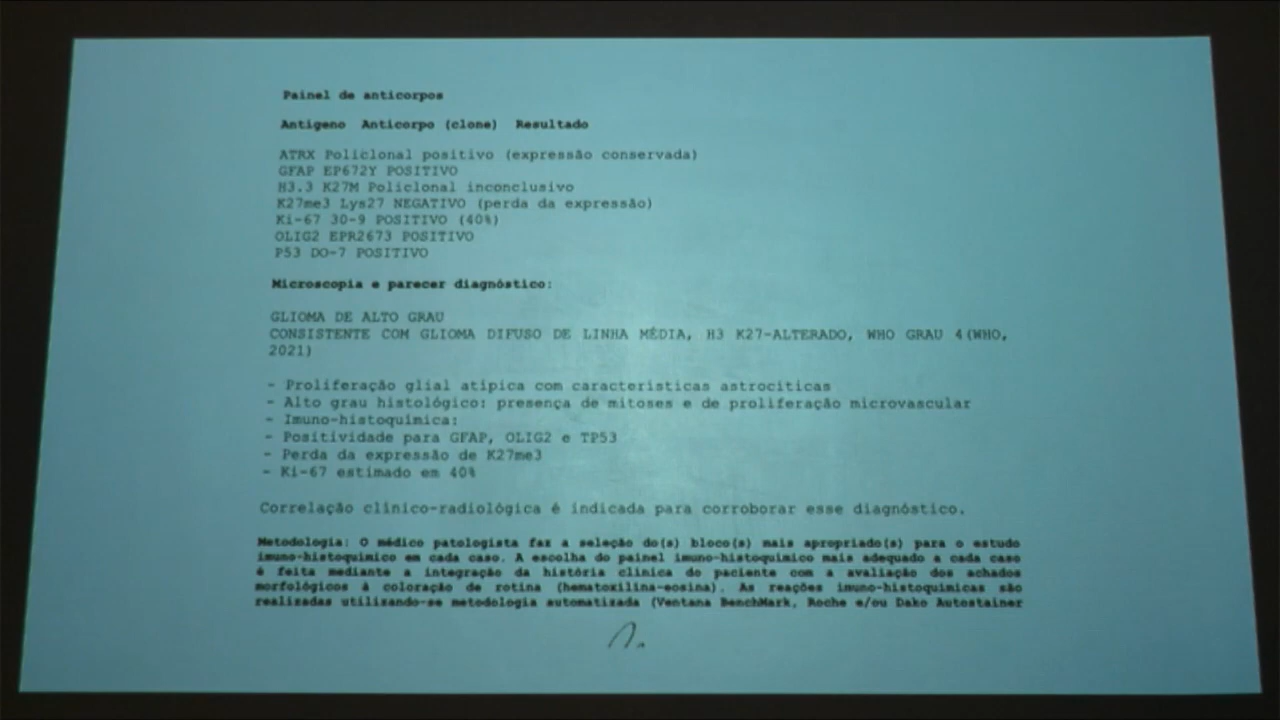 Painel de anticorpos
Antígeno Anticorpo (clone) Resultado
ATRX Policlonal positivo (expressão conservada)
GFAP EP672Y POSITIVO
H3.3 K27M Policlonal inconclusivo
K27me3 Lys27 NEGATIVO (perda da expressão)
Ki-67 30-9 POSITIVO (40%)
OLIG2 EPR2673 POSITIVO
P53 DO-7 POSITIVO
Microscopia e parecer diagnóstico:
GLIOMA DE ALTO GRAU
CONSISTENTE COM GLIOMA DIFUSO DE LINHA MÉDIA, H3 K27-ALTERADO, WHO GRAU 4(WHO,
2021)
- Proliferação glial atípica com características astrocíticas
- Alto grau histológico: presença de mitoses e de proliferação microvascular
- Imuno-histoquímica:
- Positividade para GFAP, OLIG2 e TP53
- Perda da expressão de K27me3
- Ki-67 estimado em 40%
Correlação clínico-radiológica é indicada para corroborar esse diagnóstico.
Metodologia: O médico patologista faz a seleção do(s) bloco(s) mais apropriado(s) para o estudo
imuno-histoquímico em cada caso. A escolha do painel imuno-histoquímico mais adequado a cada caso
é feita mediante a integração da história clínica do paciente com a avaliação dos achados
morfológicos à coloração de rotina (hematoxilina-eosina). As reações imuno-histoquímicas são
realizadas utilizando-se metodologia automatizada (Ventana BenchMark, Roche e/ou Dako Autostainer